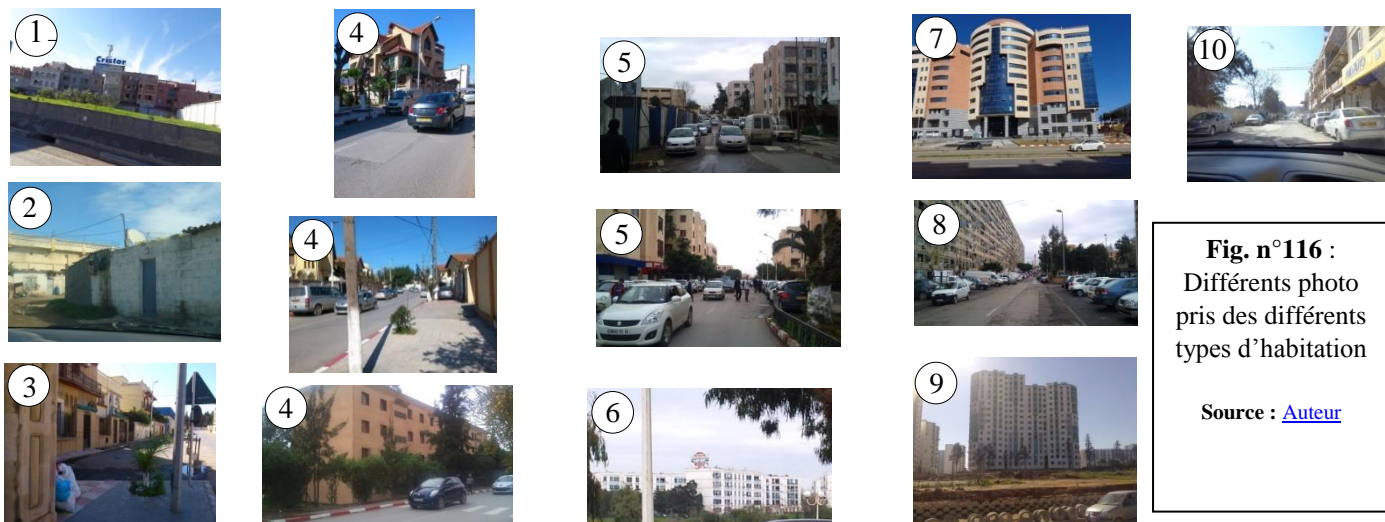 1
4
5
7
10
Cristor
2
4
5
8
3
4
6
9
Fig. n°116 :
Différents photo
pris des différents
types d'habitation
Source : Auteur